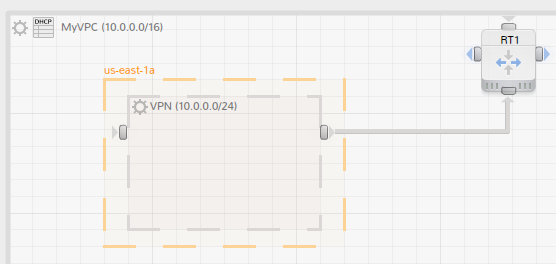 DHCP
MyVPC (10.0.0.0/16)
RT1
us-east-1a
VPN (10.0.0.0/24)